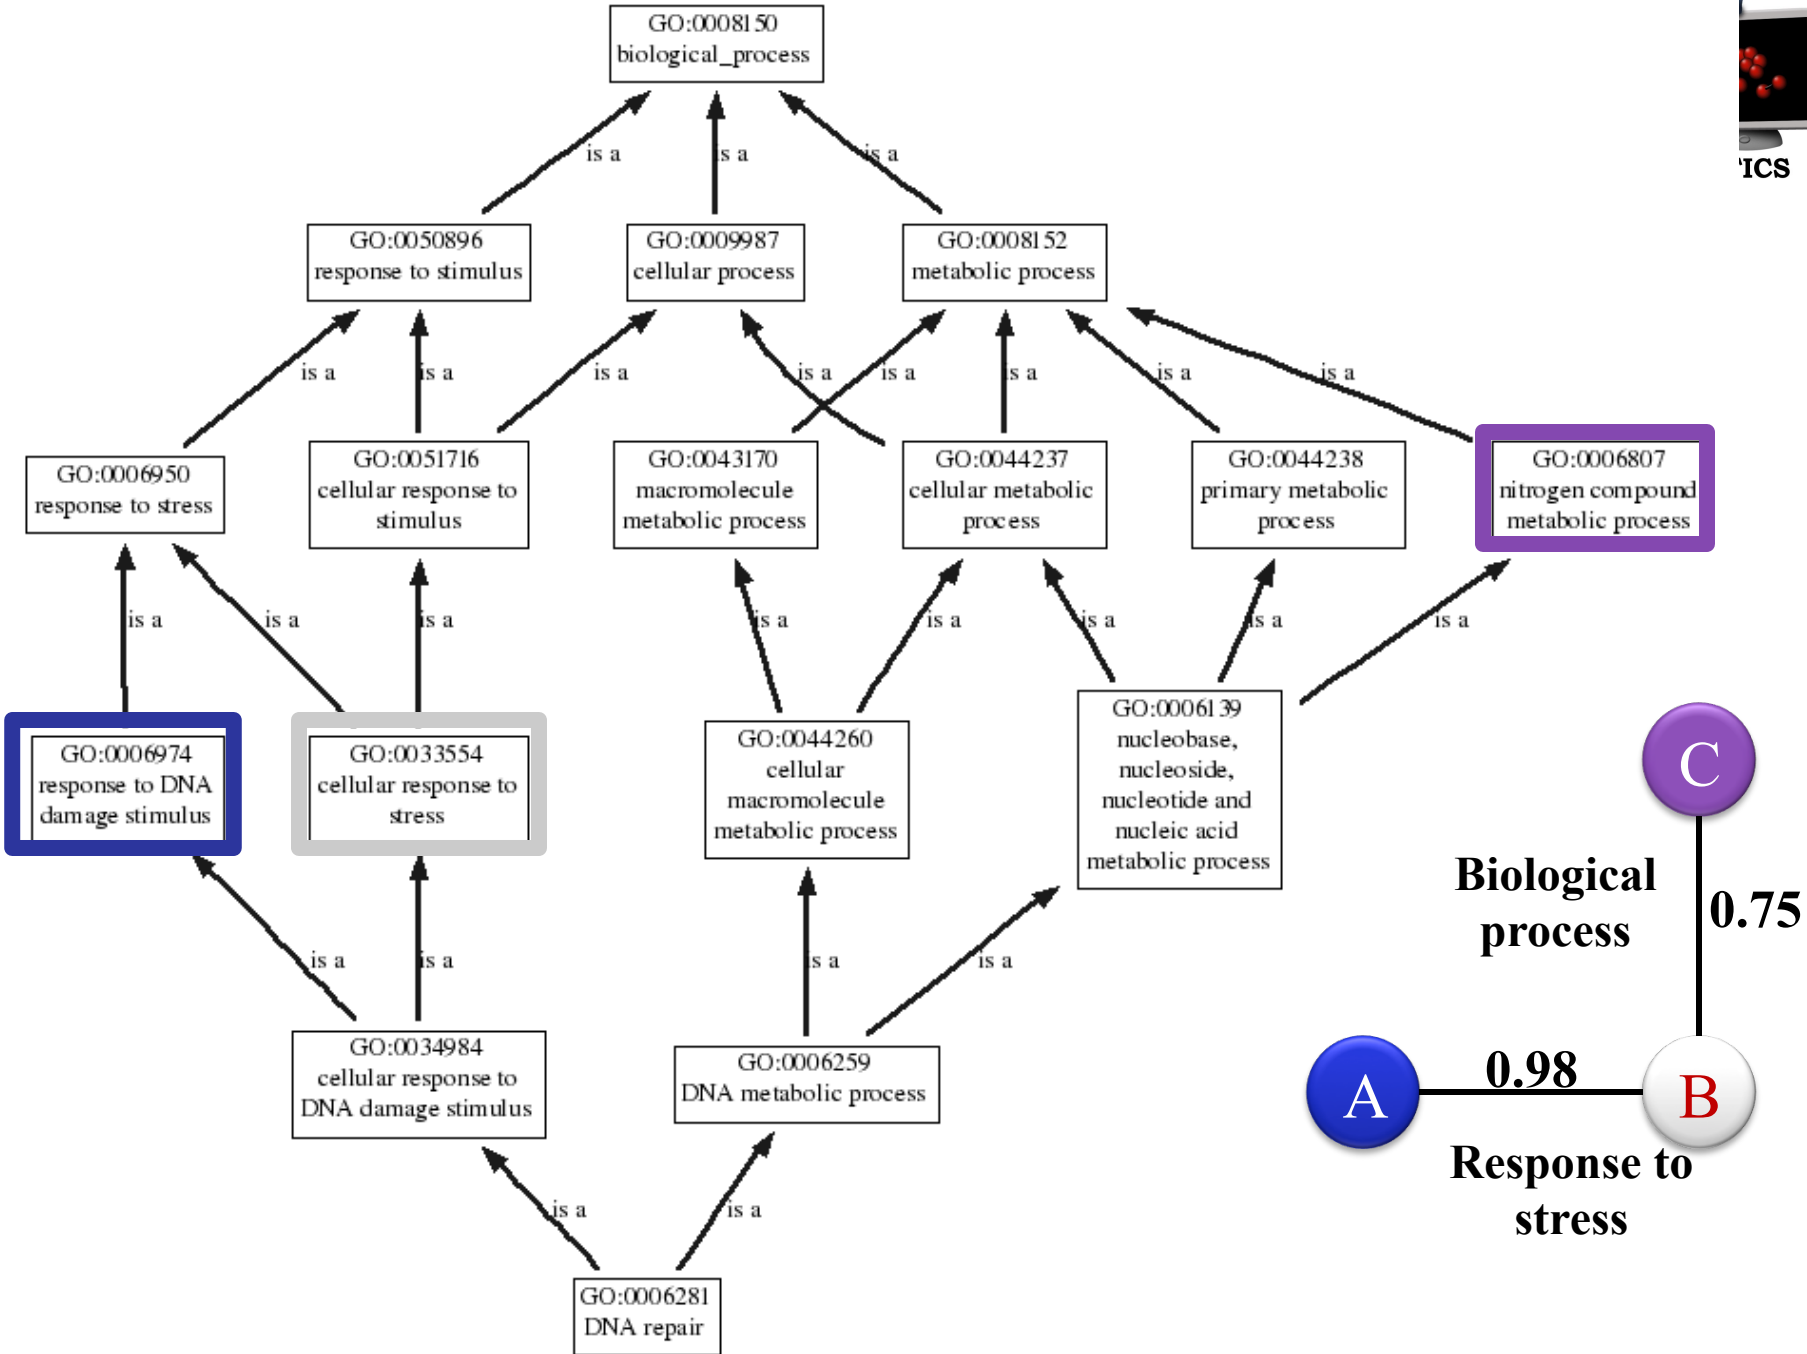 GO:0008150
biological_process
ICS
is a
is a
is a
GO:0050896
response to stimulus
GO:0009987
cellular process
GO:0008152
metabolic process
is a
is a
is a
is a
is a
is a
is a
is a
GO:0006950
response to stress
GO:0051716
cellular response to
stimulus
GO:0043170
macromolecule
metabolic process
GO:0044237
cellular metabolic
process
GO:0044238
primary metabolic
process
GO:0006807
nitrogen compound
metabolic process
is a
is a
is a
is a
is a
is a
is a
is a
GO:0006974
response to DNA
damage stimulus
GO:0033554
cellular response to
stress
GO:0044260
cellular
macromolecule
metabolic process
GO:0006139
nucleobase,
nucleoside,
nucleotide and
nucleic acid
metabolic process
C
Biological
process
0.75
is a
is a
is a
is a
GO:0034984
cellular response to
DNA damage stimulus
GO:0006259
DNA metabolic process
A
0.98
B
Response to
stress
is a
is a
GO:0006281
DNA repair